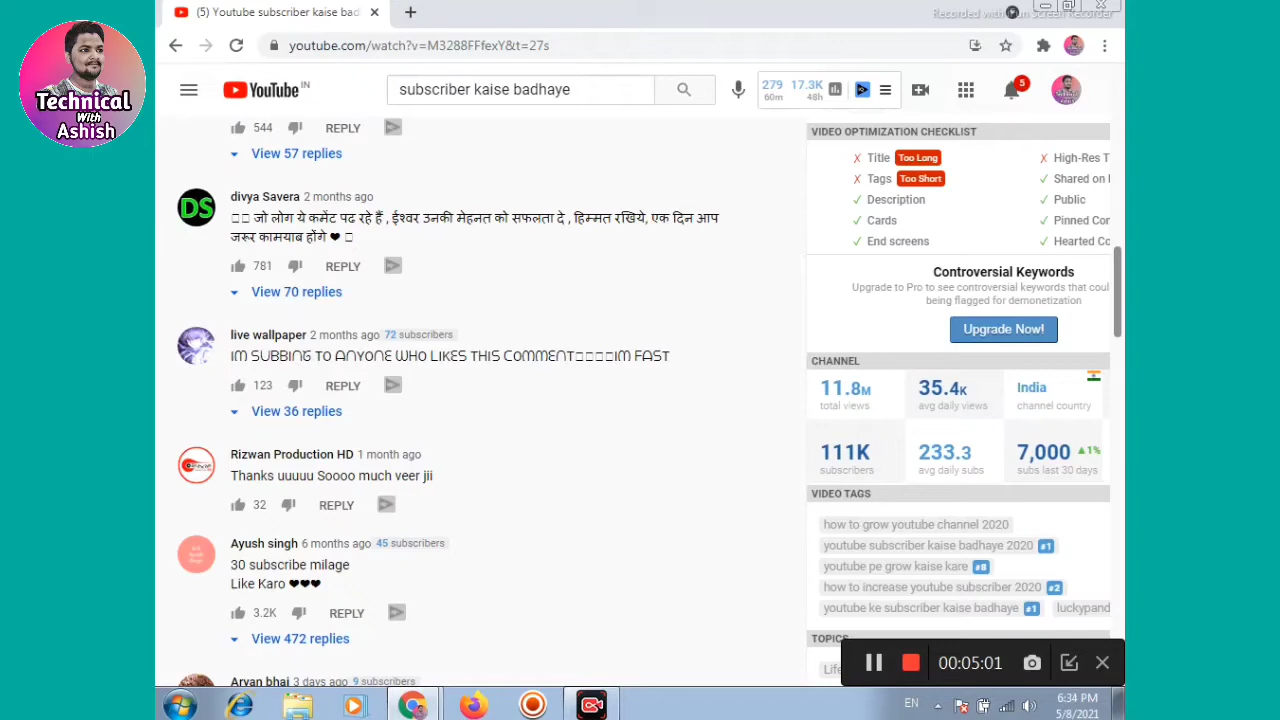 (5) Youtube subscriber kaise bad
Technical
With
Ashish
youtube.com/watch?v=M3288FFfexY&t=27s
YouTube IN
subscriber kaise badhaye
279 60m 17.3K 48h
5
544 REPLY
View 57 replies
divya Savera 2 months ago
जो लोग ये कमेंट पढ रहे हैं , ईश्वर उनकी मेहनत को सफलता दे , हिम्मत रखिये, एक दिन आप
जरूर कामयाब होंगे ❤
781 REPLY
View 70 replies
live wallpaper 2 months ago 72 subscribers
IM SUBBING TO ANYONE WHO LIKES THIS COMMENT IM FAST
123 REPLY
View 36 replies
Rizwan Production HD 1 month ago
Thanks uuuuu Soooo much veer jii
32 REPLY
Ayush singh 6 months ago 45 subscribers
30 subscribe milage
Like Karo ❤❤❤
3.2K REPLY
View 472 replies
Aryan bhai 3 days ago 9 subscribers
VIDEO OPTIMIZATION CHECKLIST
✗ Title Too Long ✗ High-Res T
✗ Tags Too Short ✓ Shared on
✓ Description ✓ Public
✓ Cards ✓ Pinned Cor
✓ End screens ✓ Hearted Co
Controversial Keywords
Upgrade to Pro to see controversial keywords that coul
being flagged for demonetization
Upgrade Now!
CHANNEL
11.8M 35.4K India
total views avg daily views channel country
111K 233.3 7,000 ▲1%
subscribers avg daily subs subs last 30 days
VIDEO TAGS
how to grow youtube channel 2020
youtube subscriber kaise badhaye 2020 #1
youtube pe grow kaise kare #8
how to increase youtube subscriber 2020 #2
youtube ke subscriber kaise badhaye #1 luckypand
TOPICS
Life
00:05:01
EN
6:34 PM
5/8/2021